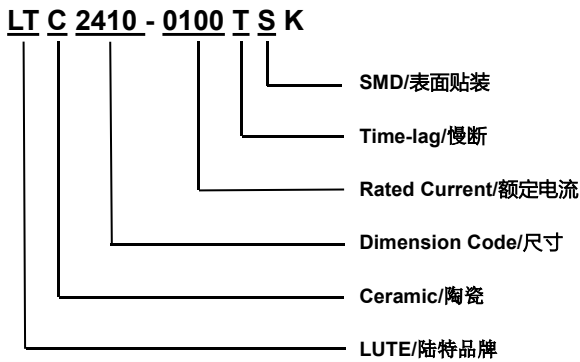 LT C 2410 - 0100 T S K
SMD/表面贴装
Time-lag/慢断
Rated Current/额定电流
Dimension Code/尺寸
Ceramic/陶瓷
LUTE/陆特品牌